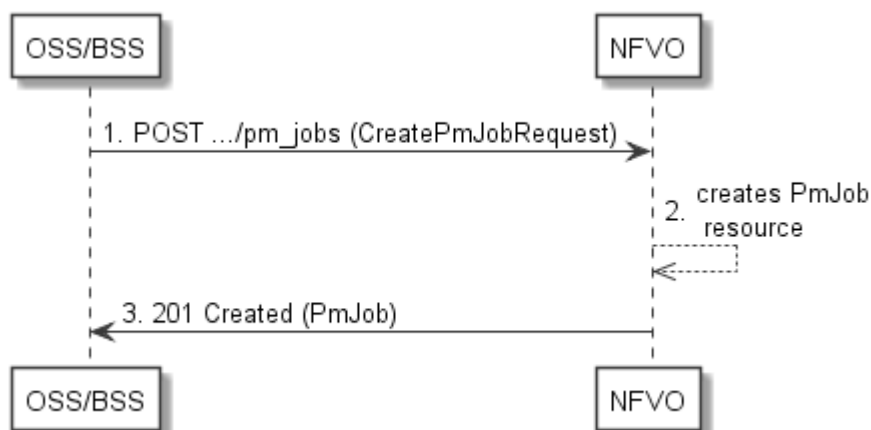 OSS/BSS
NFVO
1. POST .../pm_jobs (CreatePmJobRequest)
2. creates PmJob
resource
3. 201 Created (PmJob)
OSS/BSS
NFVO